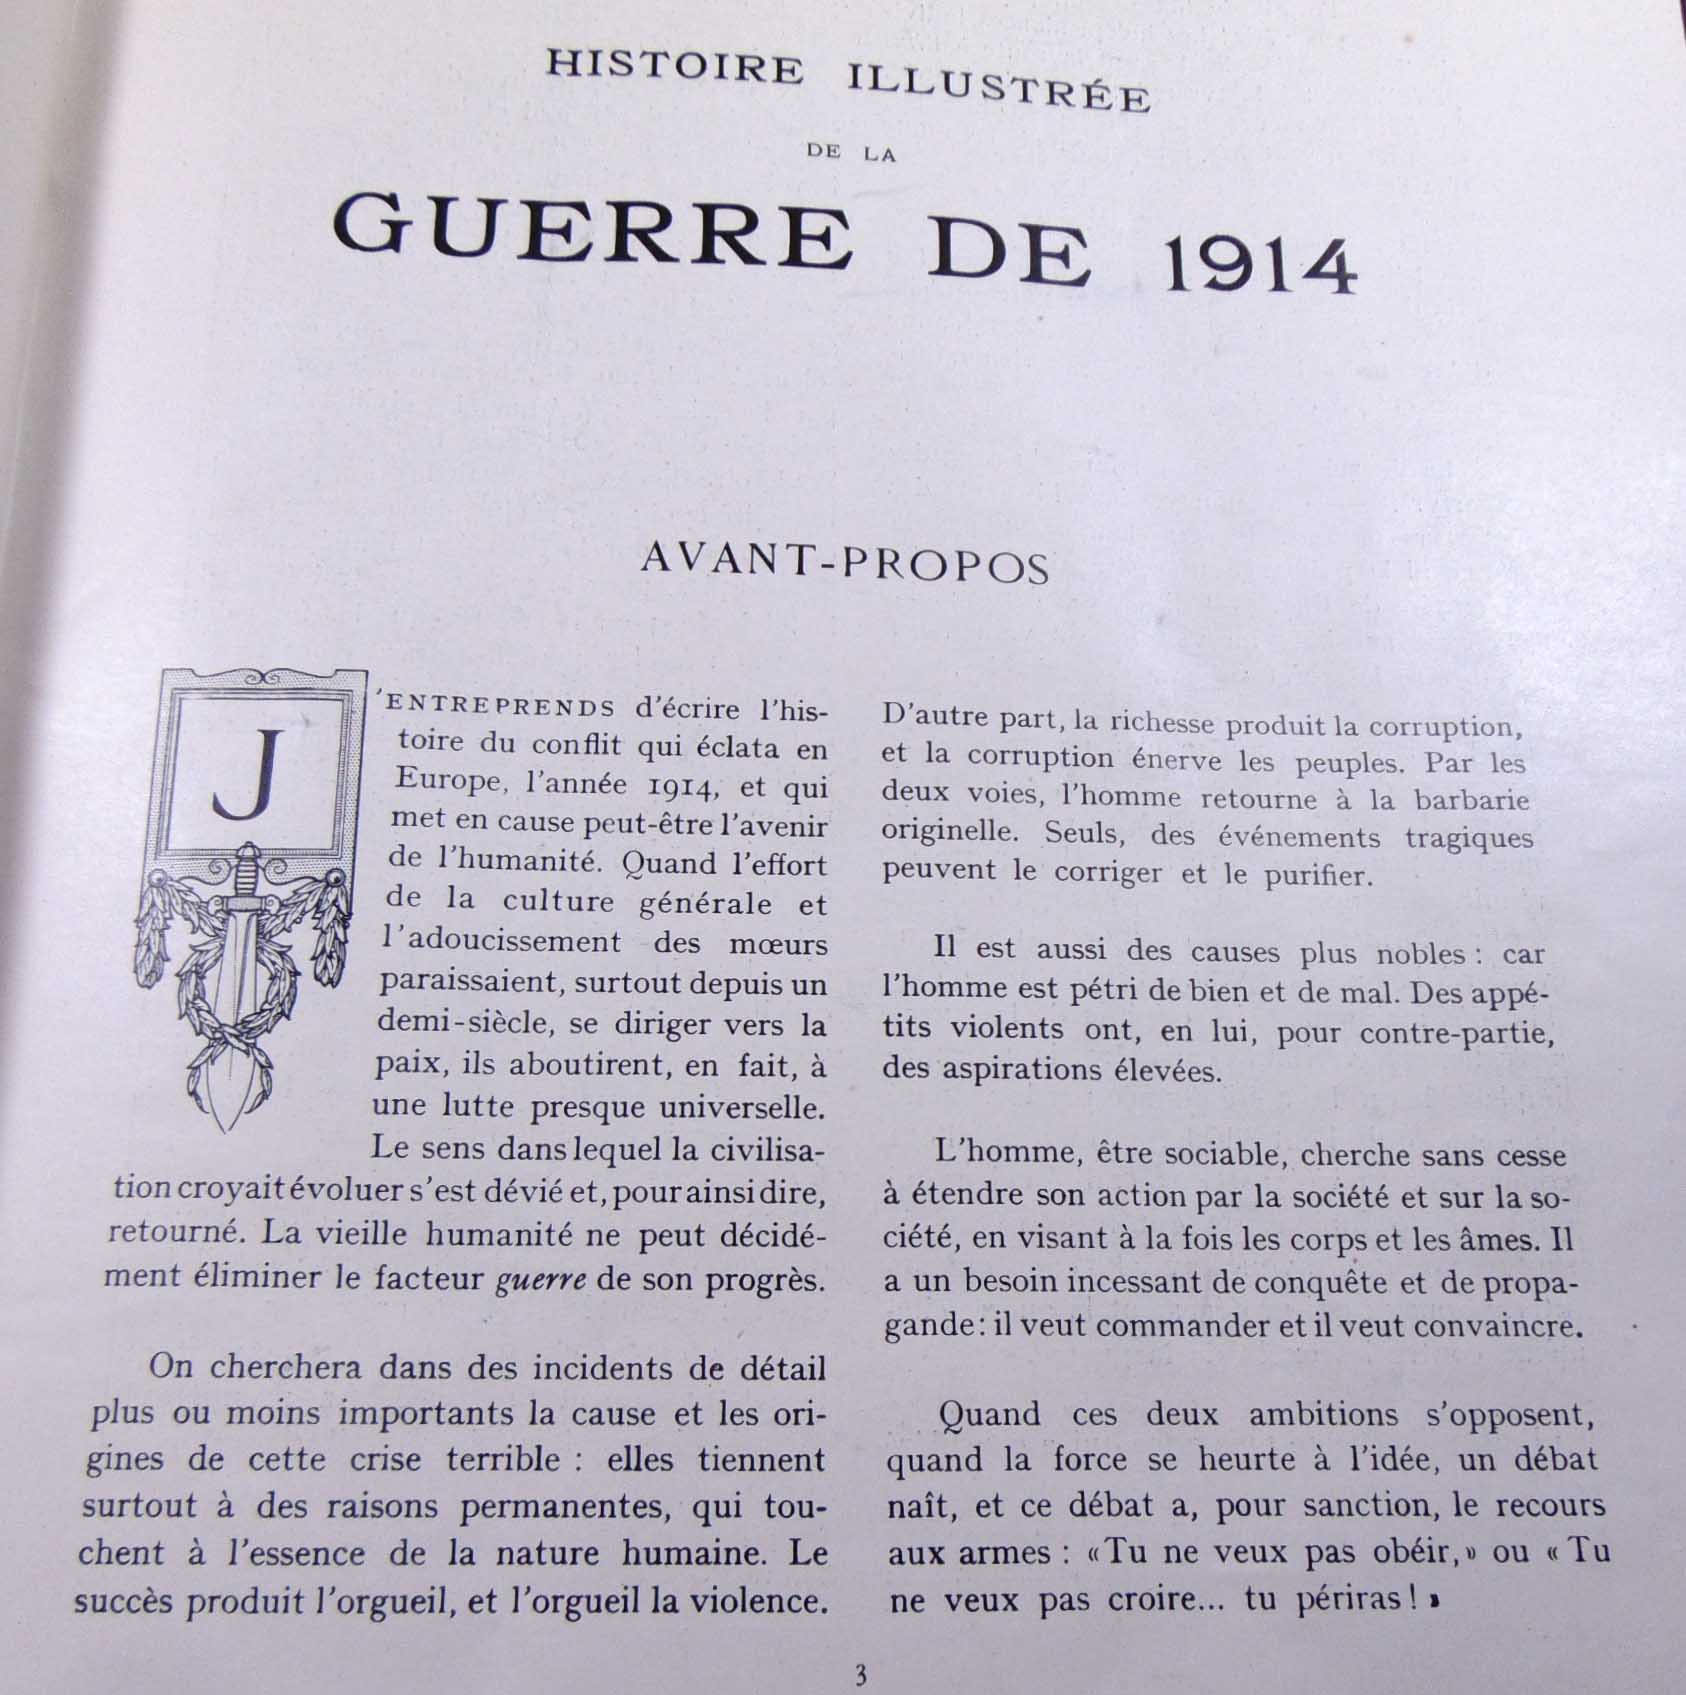 HISTOIRE ILLUSTRÉE
DE LA
GUERRE DE 1914
AVANT-PROPOS
J'ENTREPRENDS d'écrire l'his-
toire du conflit qui éclata en
Europe, l'année 1914, et qui
met en cause peut-être l'avenir
de l'humanité. Quand l'effort
de la culture générale et
l'adoucissement des mœurs
paraissaient, surtout depuis un
demi-siècle, se diriger vers la
paix, ils aboutirent, en fait, à
une lutte presque universelle.
Le sens dans lequel la civilisa-
tion croyait évoluer s'est dévié et, pour ainsi dire,
retourné. La vieille humanité ne peut décidé-
ment éliminer le facteur guerre de son progrès.
On cherchera dans des incidents de détail
plus ou moins importants la cause et les ori-
gines de cette crise terrible : elles tiennent
surtout à des raisons permanentes, qui tou-
chent à l'essence de la nature humaine. Le
succès produit l'orgueil, et l'orgueil la violence.
D'autre part, la richesse produit la corruption,
et la corruption énerve les peuples. Par les
deux voies, l'homme retourne à la barbarie
originelle. Seuls, des événements tragiques
peuvent le corriger et le purifier.
Il est aussi des causes plus nobles : car
l'homme est pétri de bien et de mal. Des appé-
tits violents ont, en lui, pour contre-partie,
des aspirations élevées.
L'homme, être sociable, cherche sans cesse
à étendre son action par la société et sur la so-
ciété, en visant à la fois les corps et les âmes. Il
a un besoin incessant de conquête et de propa-
gande: il veut commander et il veut convaincre.
Quand ces deux ambitions s'opposent,
quand la force se heurte à l'idée, un débat
naît, et ce débat a, pour sanction, le recours
aux armes : « Tu ne veux pas obéir, » ou « Tu
ne veux pas croire... tu périras ! »
3